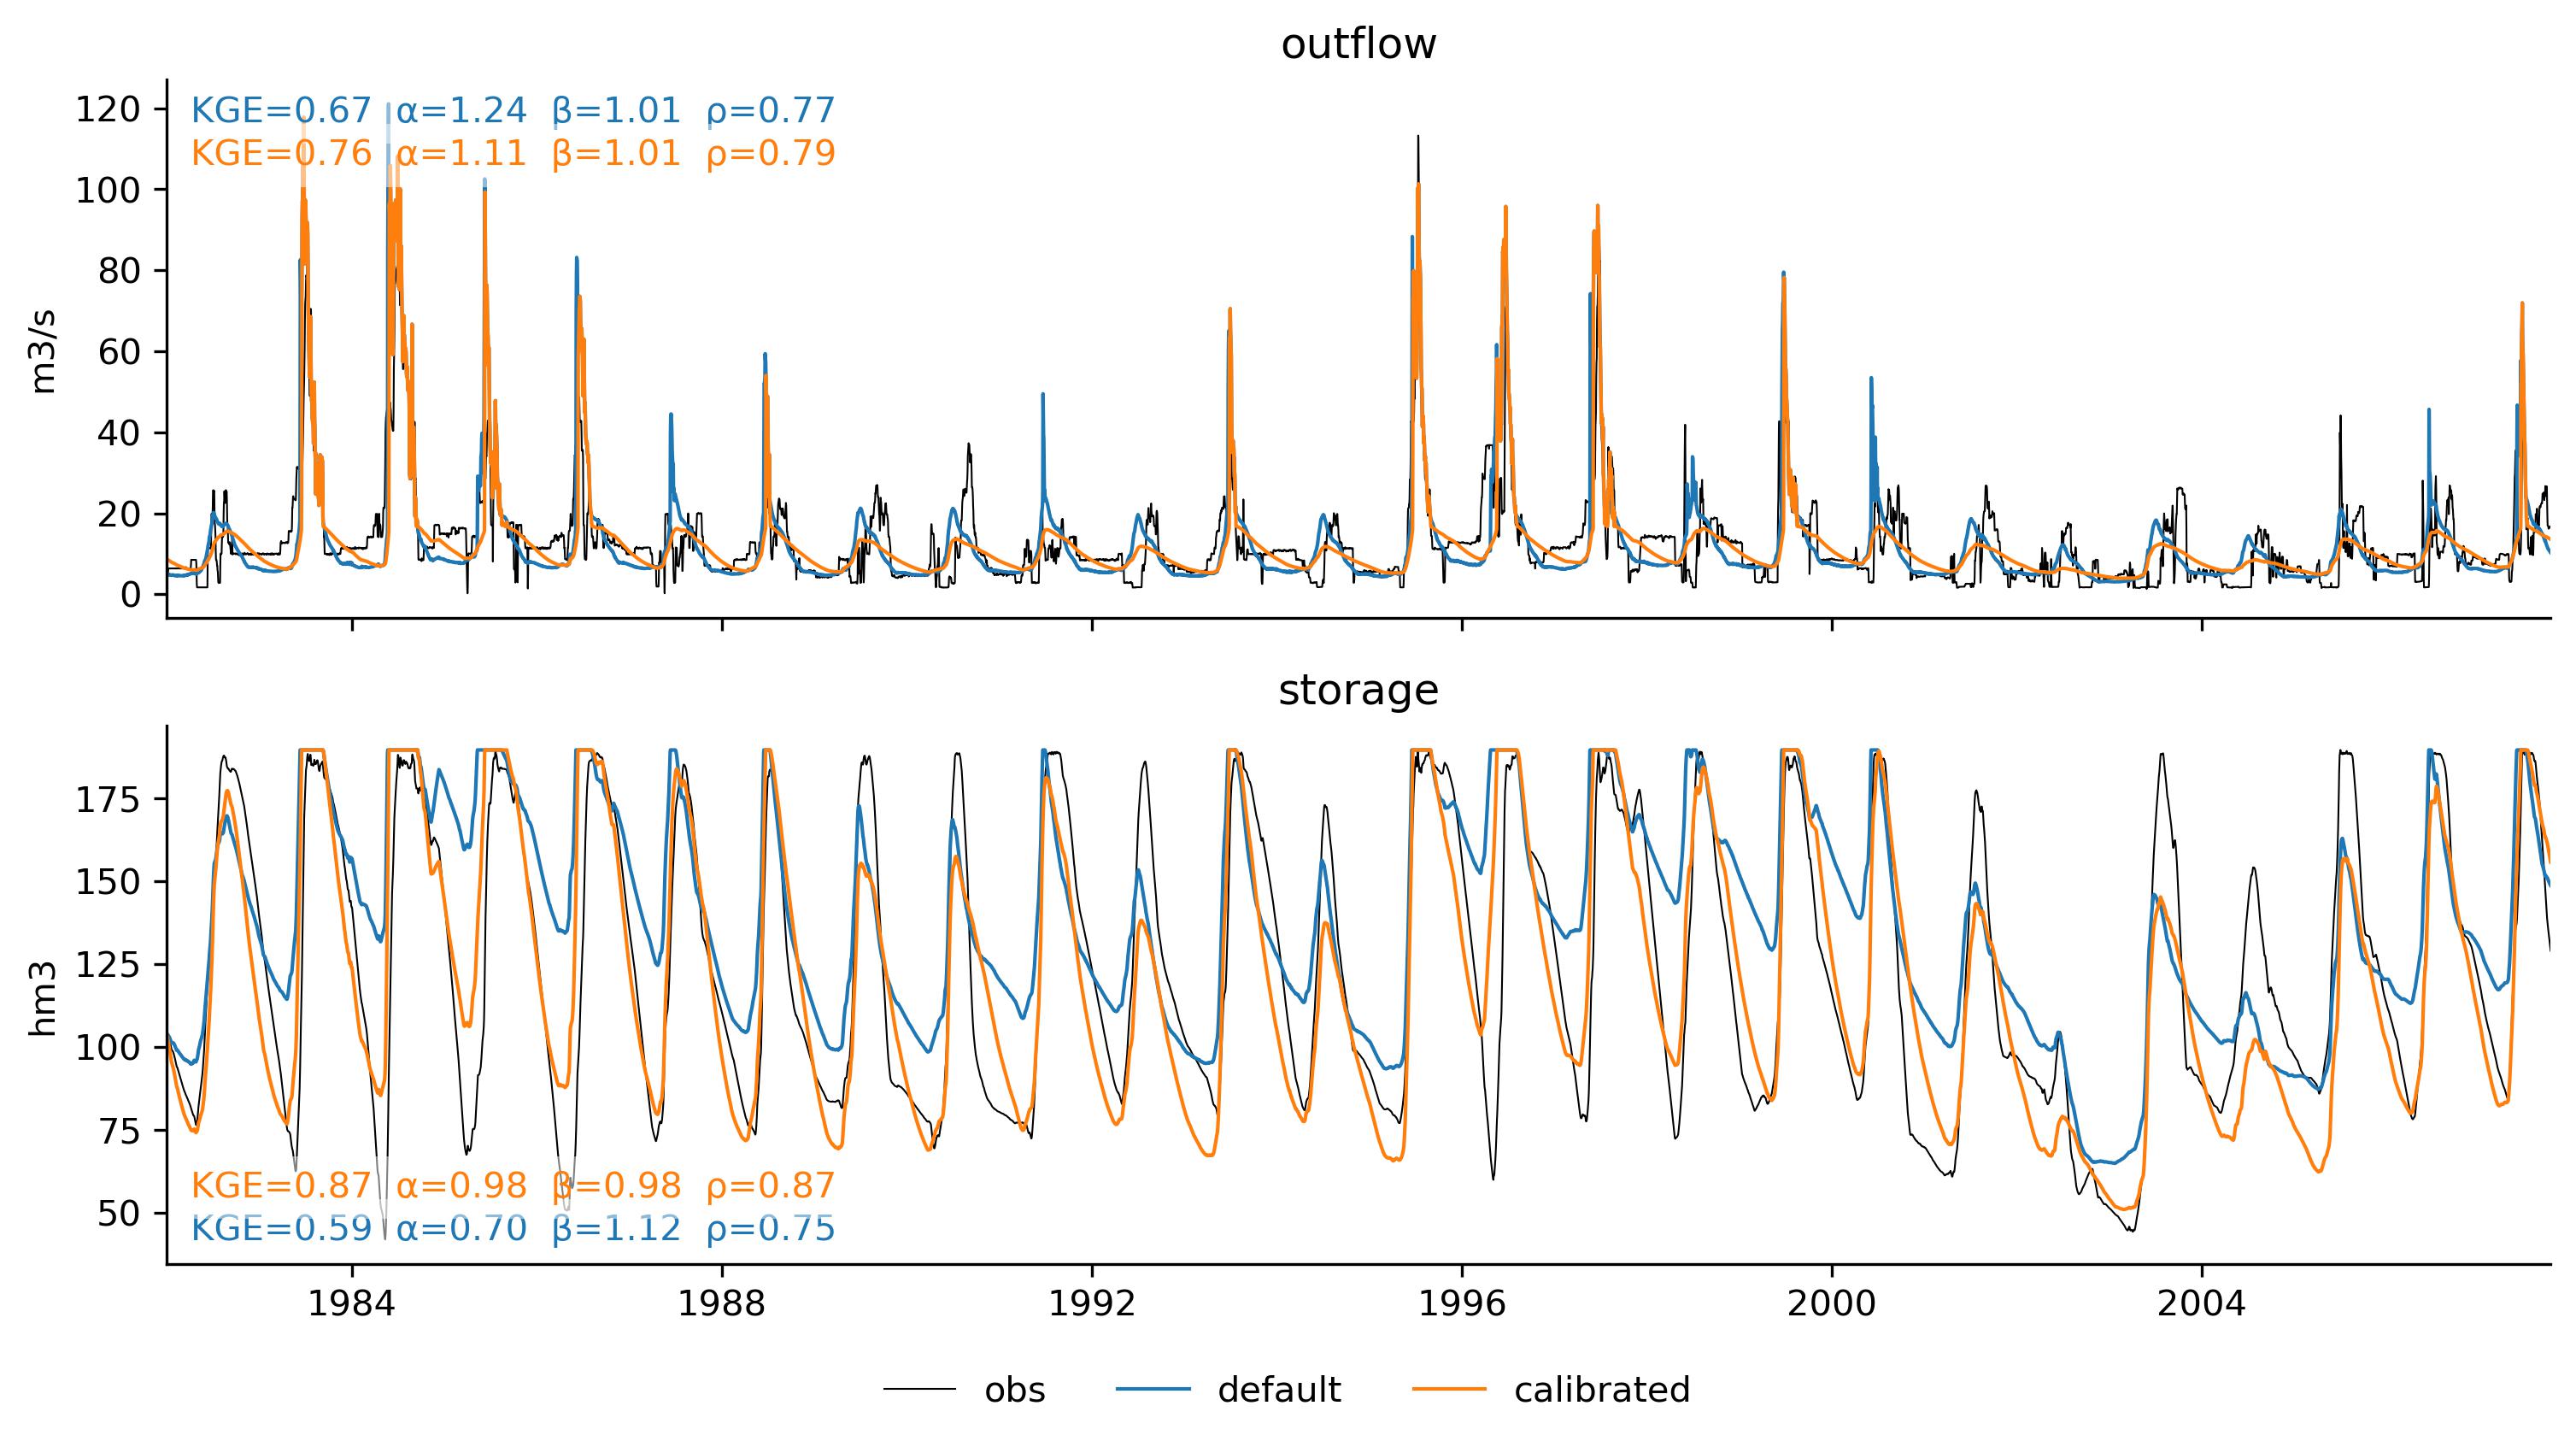 outflow
KGE=0.67 α=1.24 β=1.01 ρ=0.77
KGE=0.76 α=1.11 β=1.01 ρ=0.79
120
100
80
60
40
20
0
m3/s
storage
175
150
125
100
75
50
hm3
KGE=0.87 α=0.98 β=0.98 ρ=0.87
KGE=0.59 α=0.70 β=1.12 ρ=0.75
1984 1988 1992 1996 2000 2004
obs default calibrated